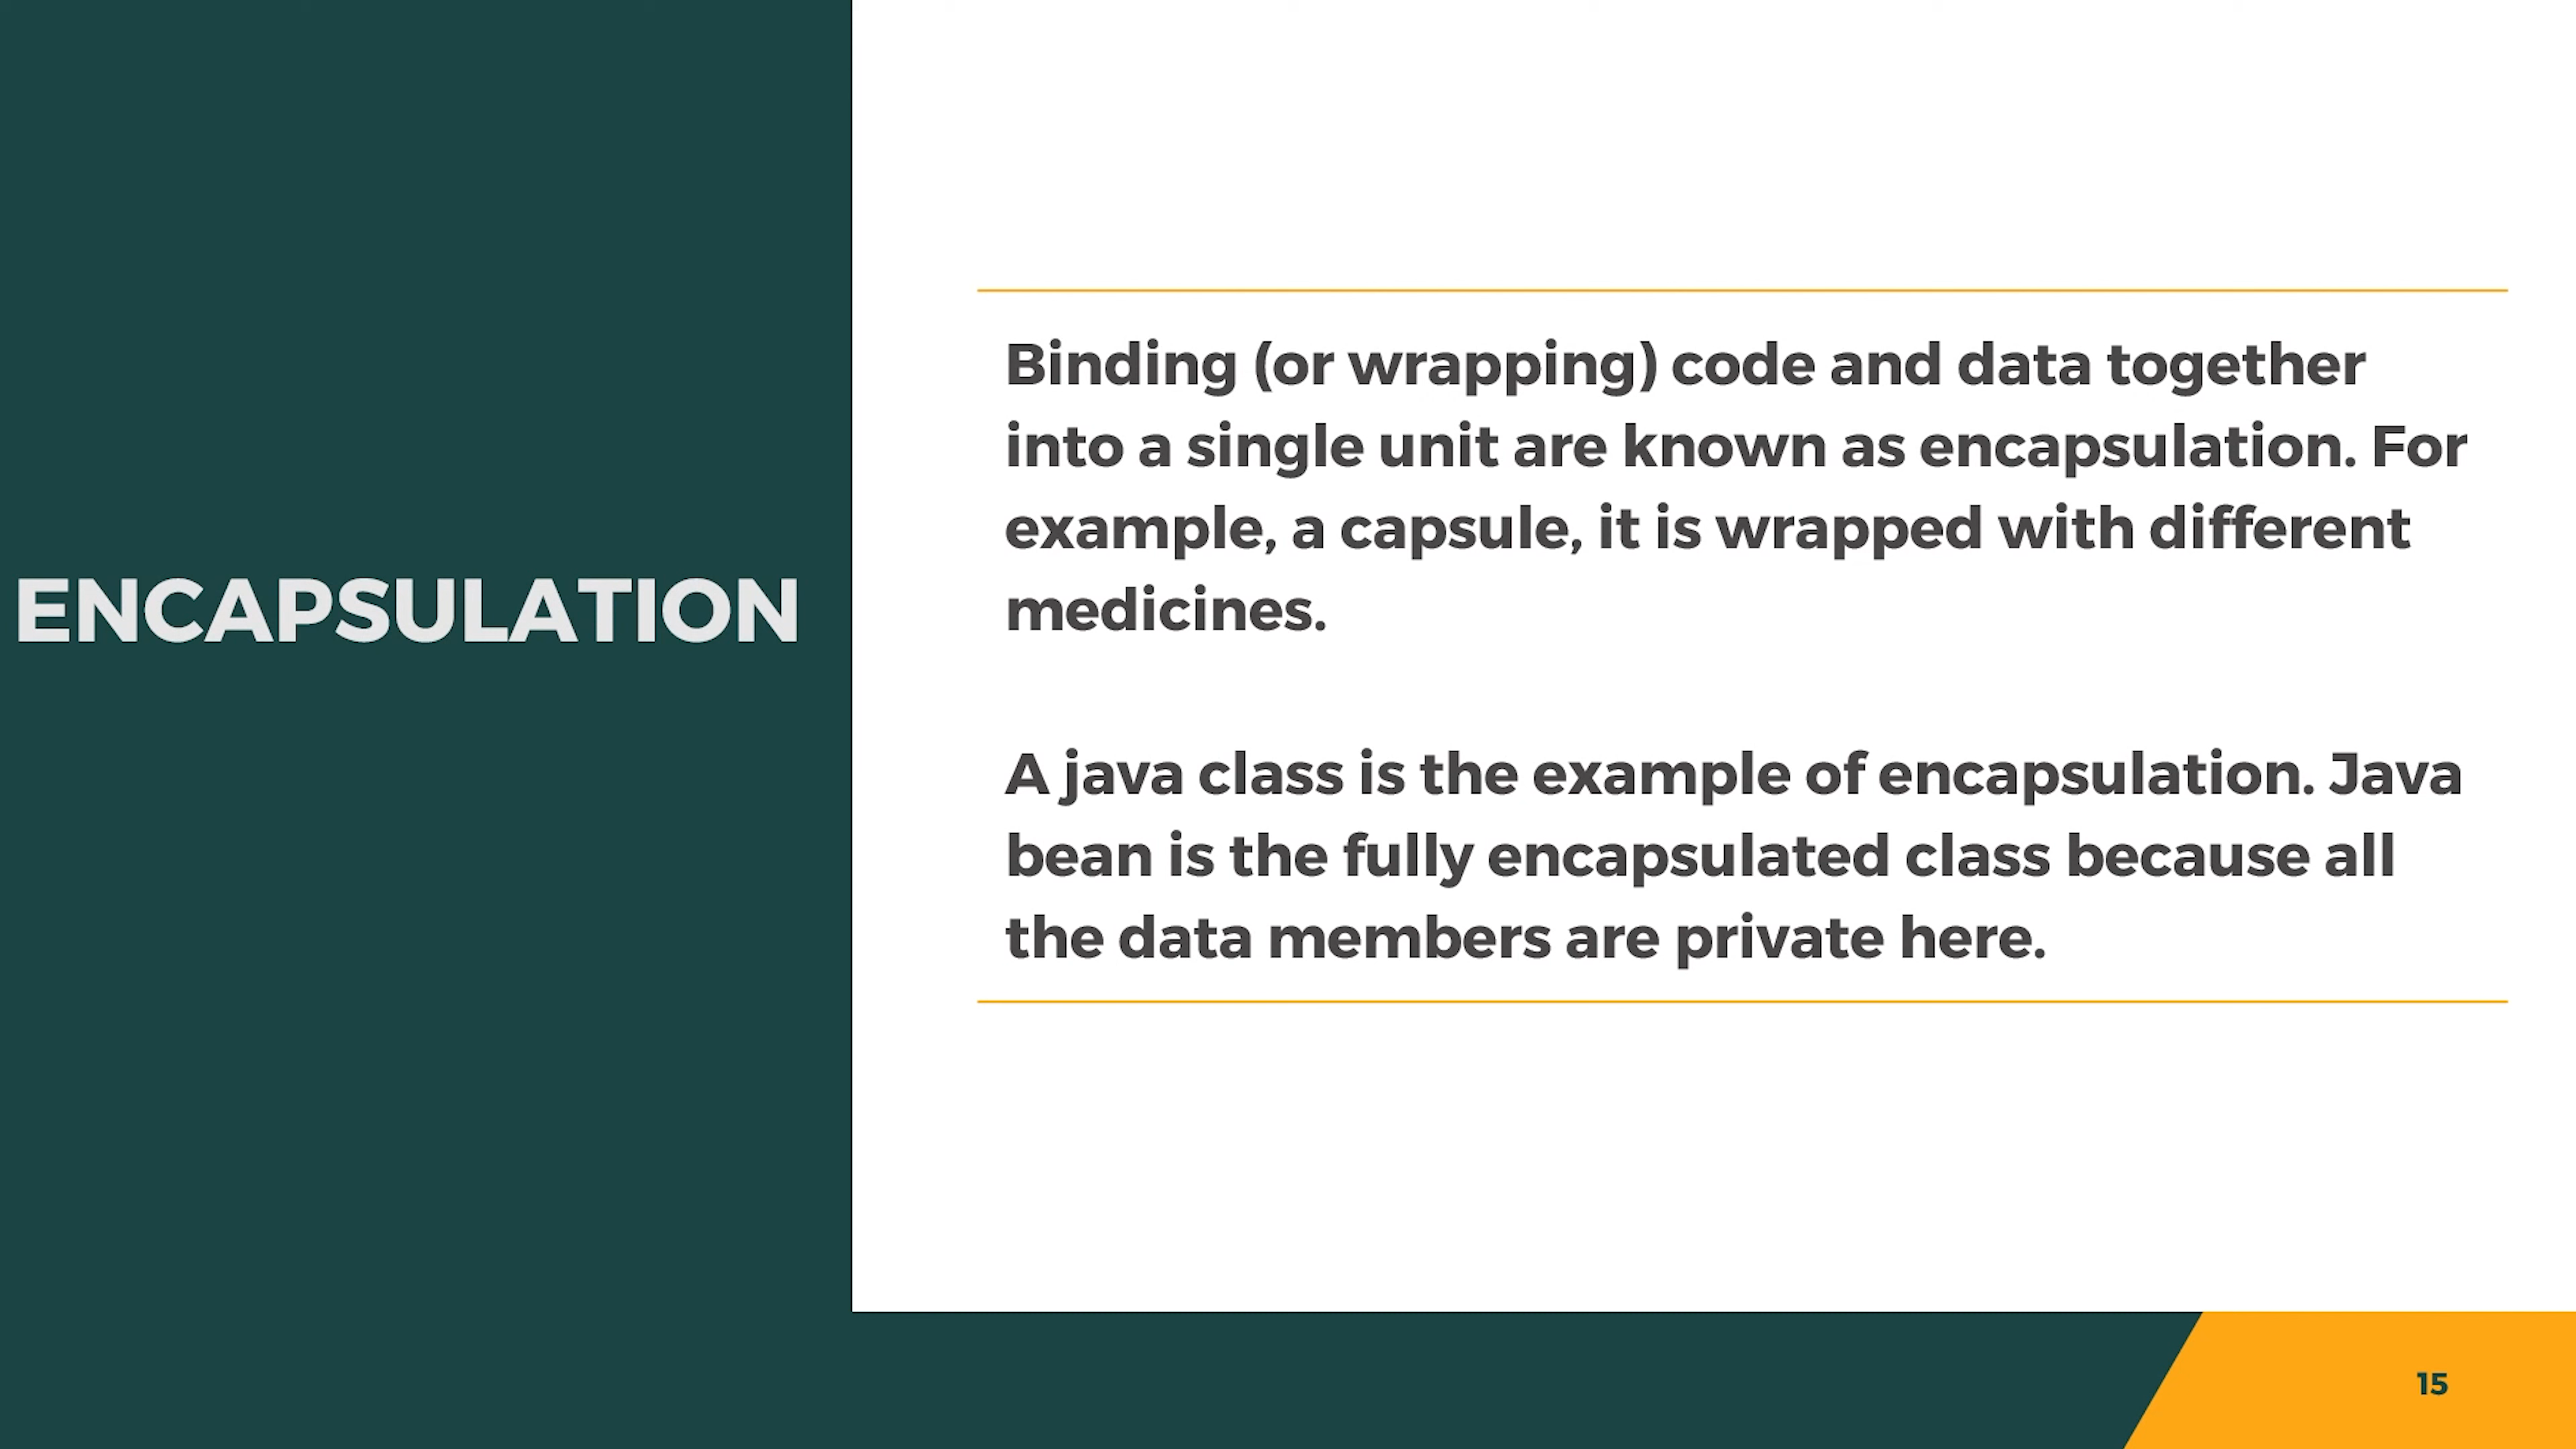 ENCAPSULATION
Binding (or wrapping) code and data together
into a single unit are known as encapsulation. For
example, a capsule, it is wrapped with different
medicines.
A java class is the example of encapsulation. Java
bean is the fully encapsulated class because all
the data members are private here.
15